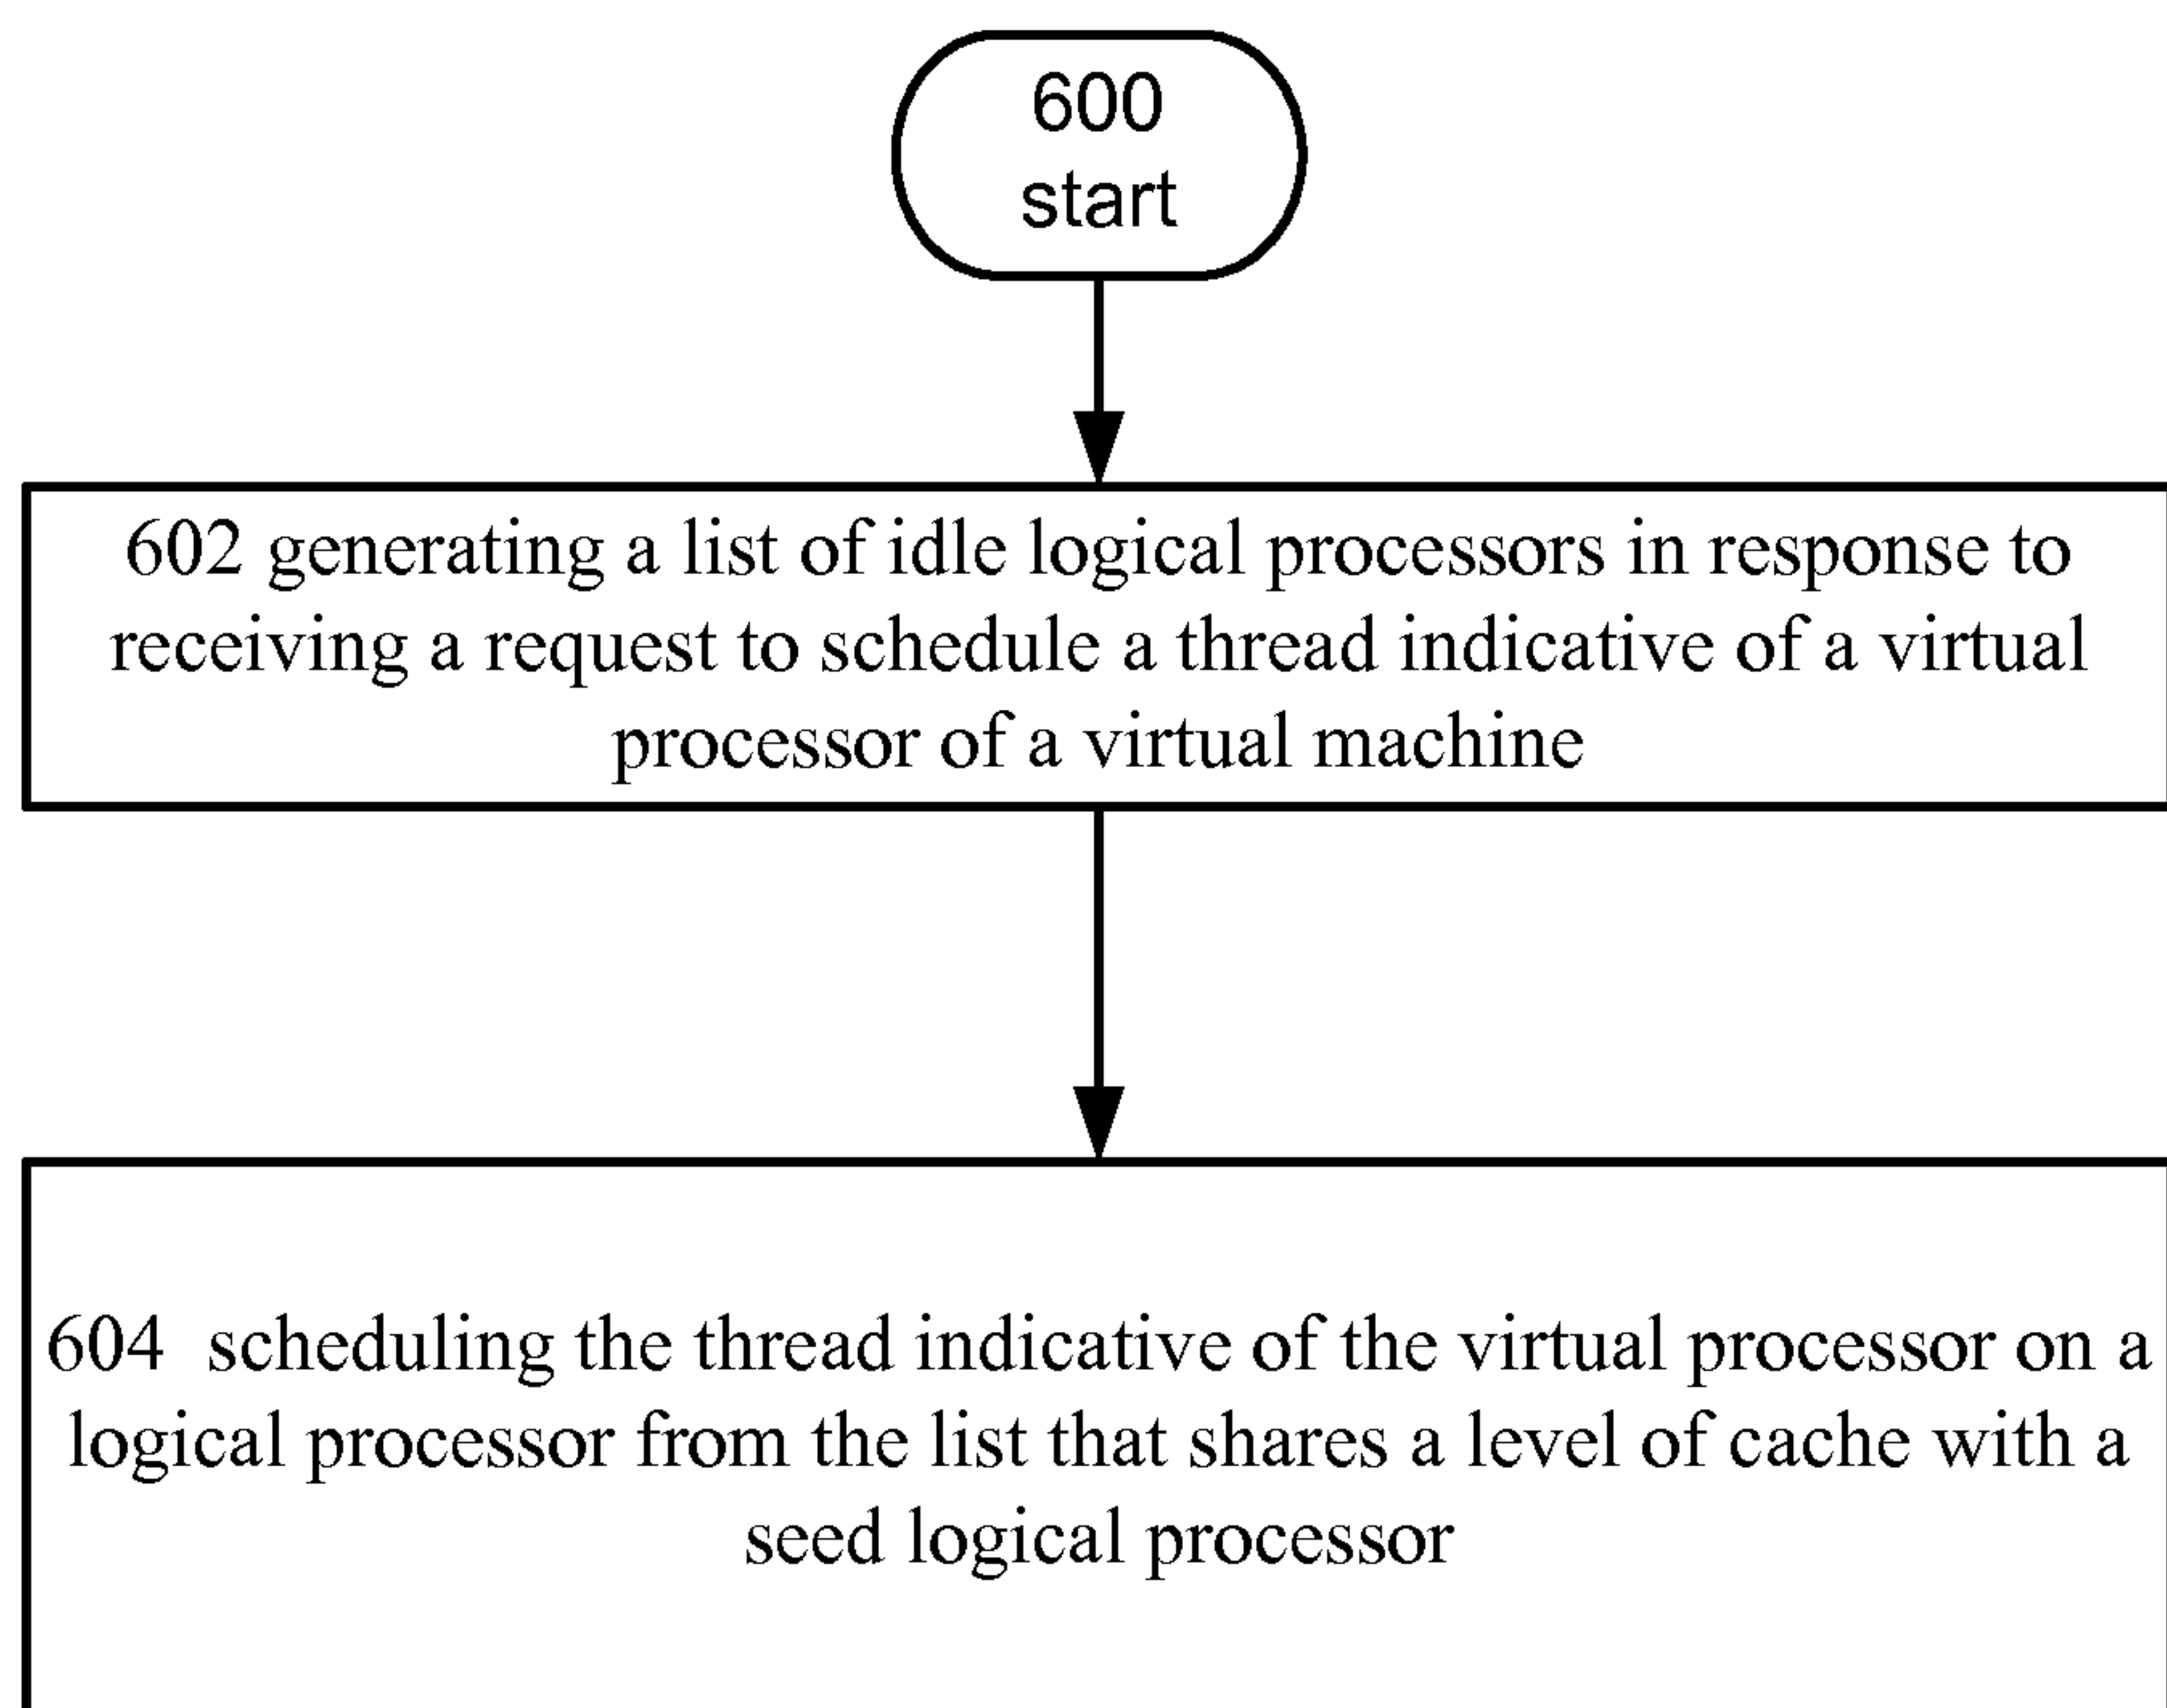 600
start
602 generating a list of idle logical processors in response to
receiving a request to schedule a thread indicative of a virtual
processor of a virtual machine
604 scheduling the thread indicative of the virtual processor on a
logical processor from the list that shares a level of cache with a
seed logical processor